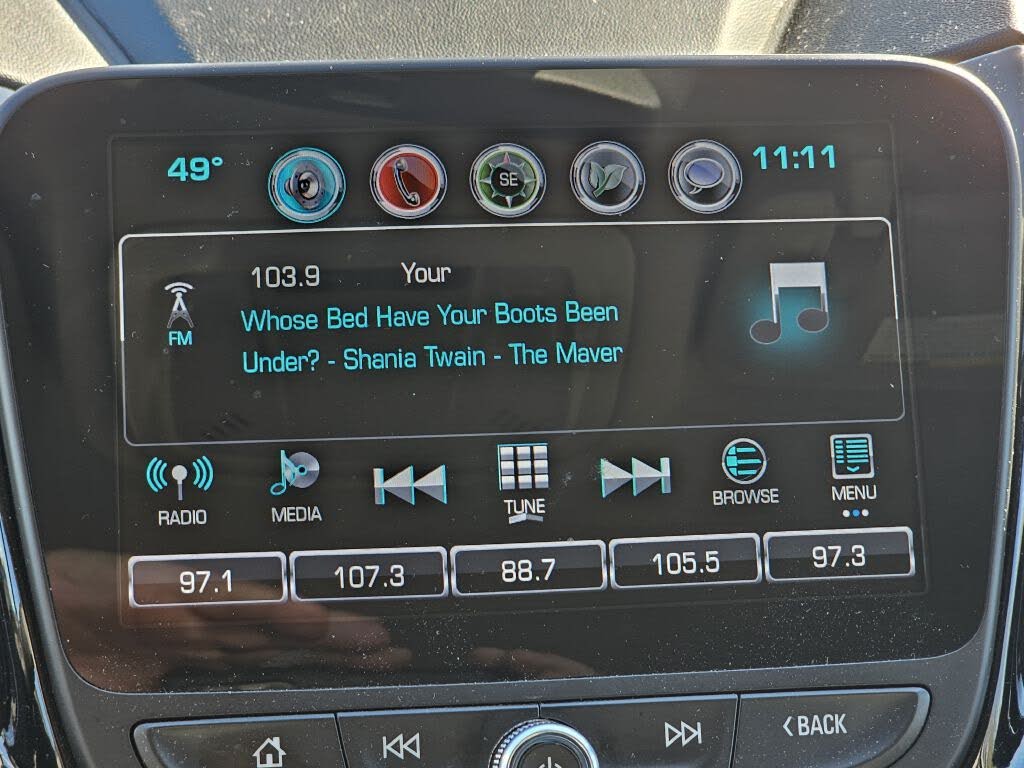 49° SE 11:11
103.9 Your
FM
Whose Bed Have Your Boots Been
Under? - Shania Twain - The Maver
RADIO MEDIA TUNE BROWSE MENU
97.1 107.3 88.7 105.5 97.3
<BACK